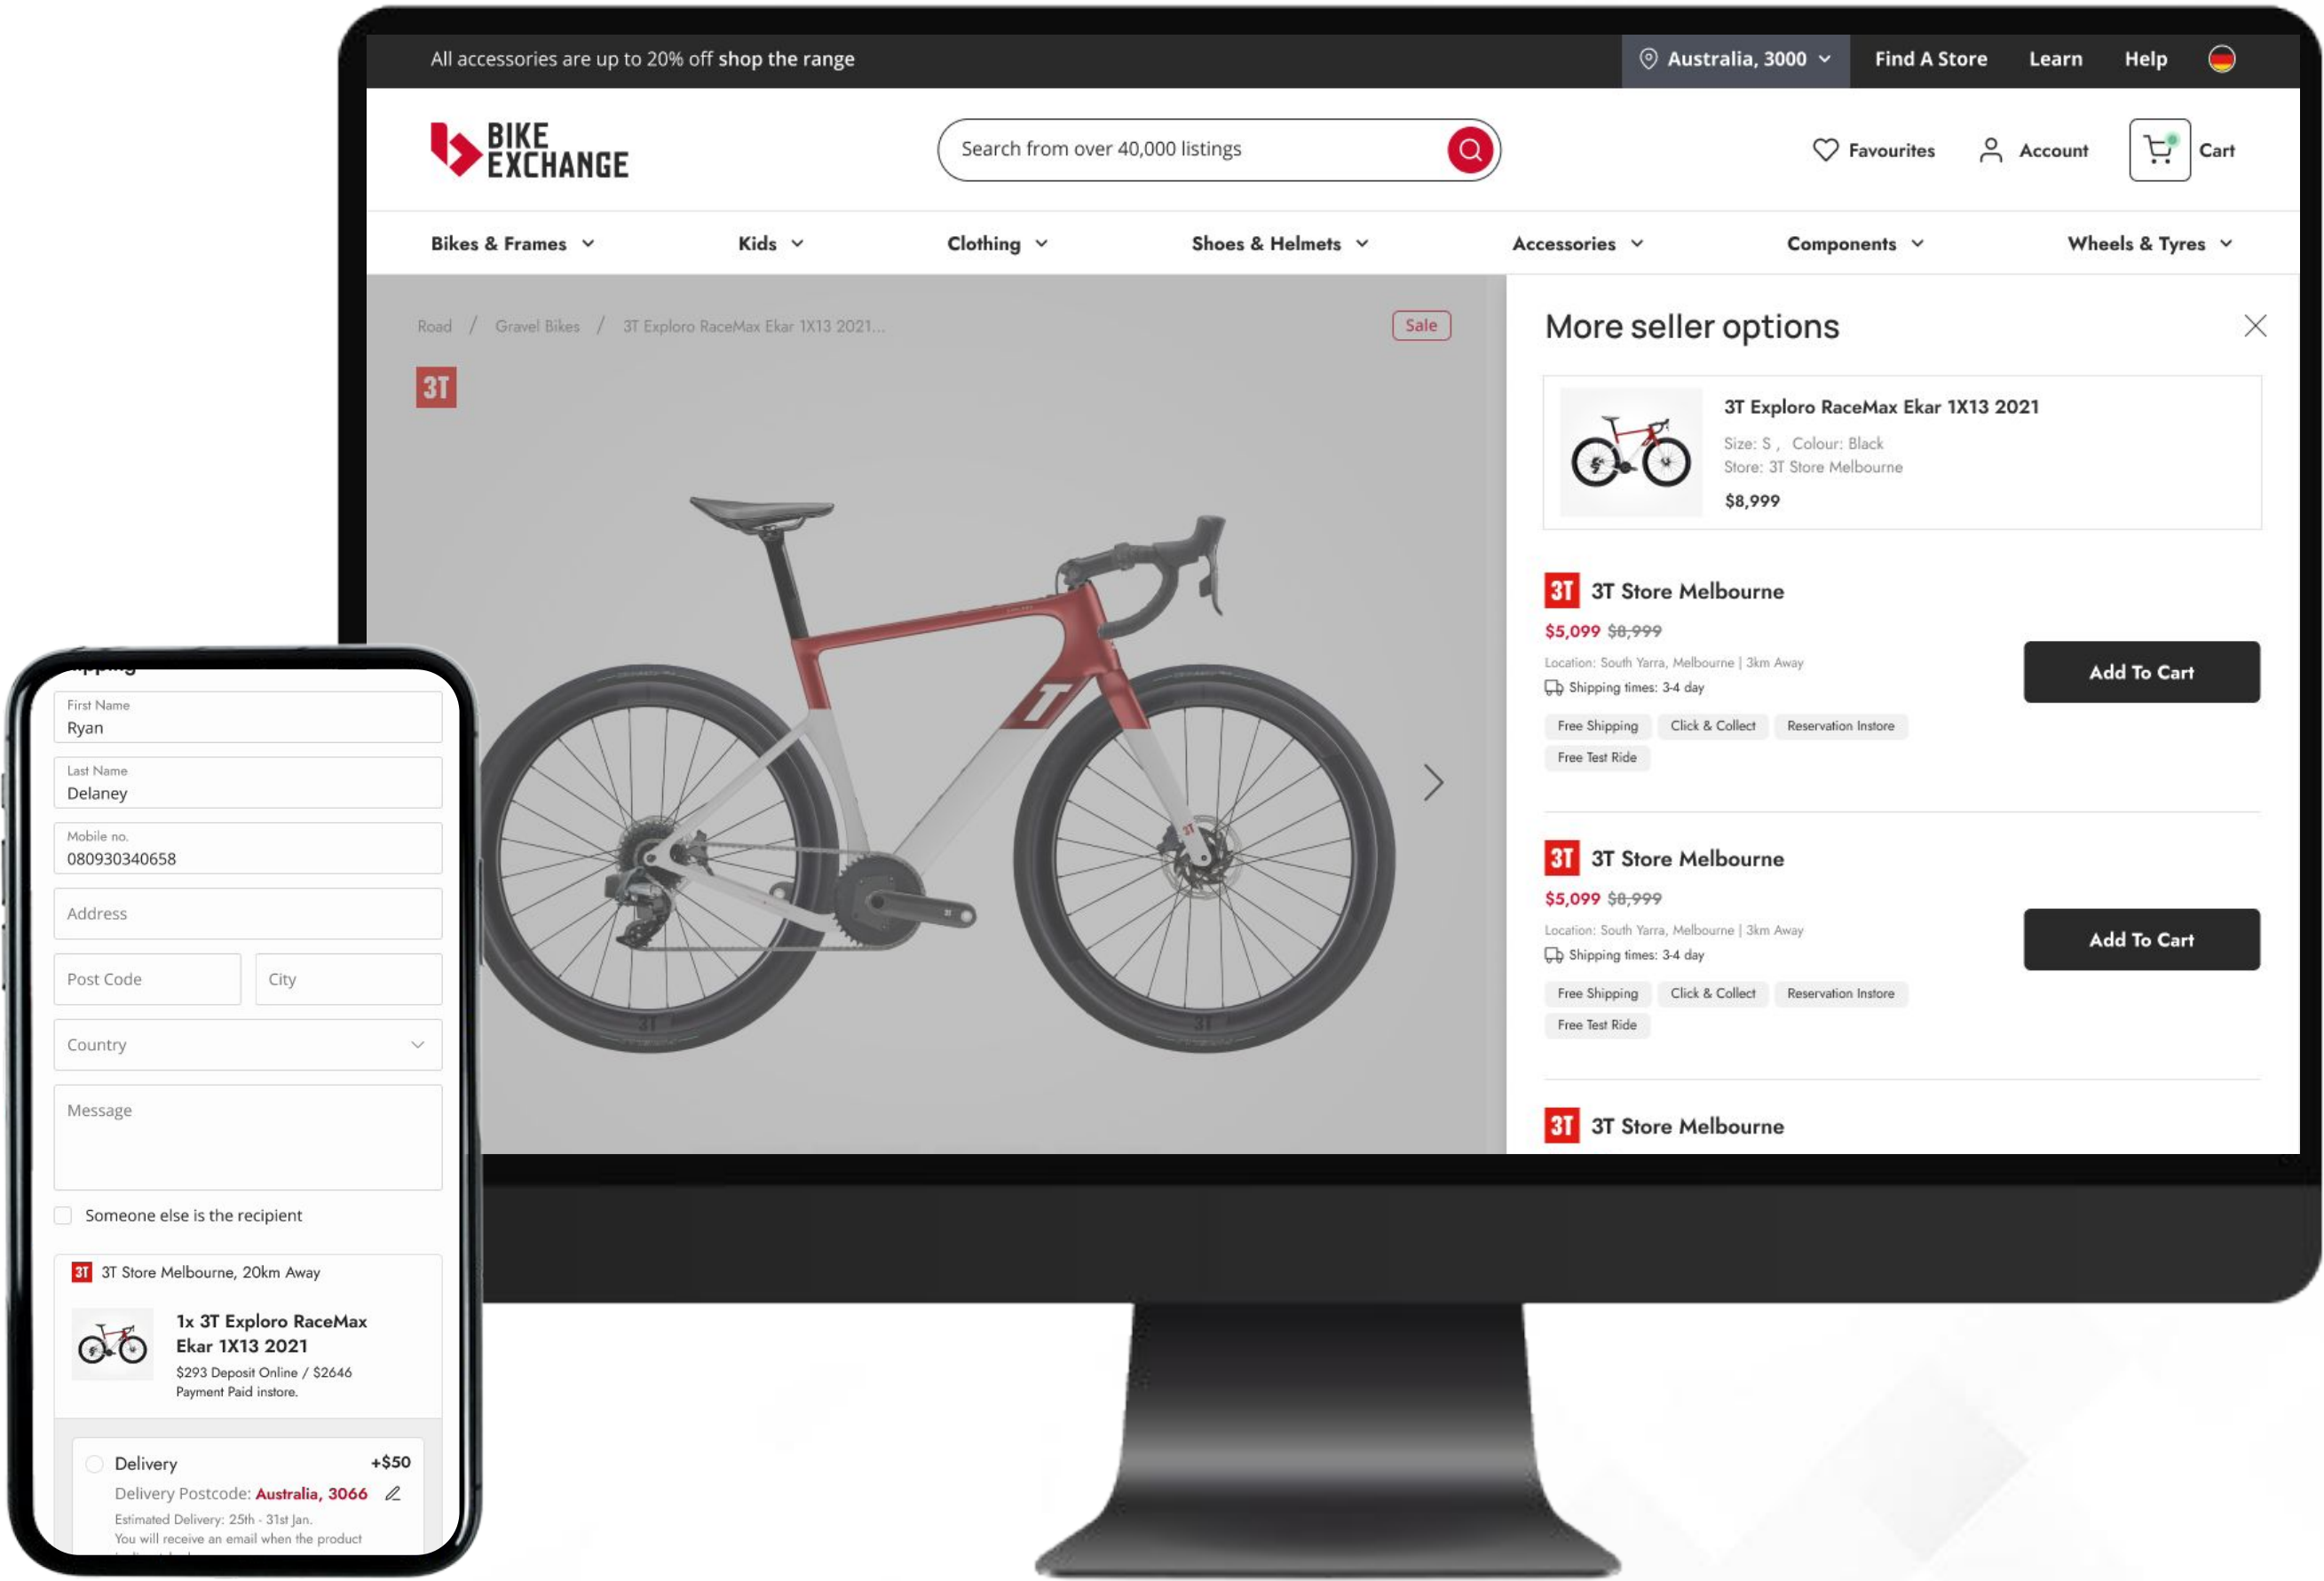 All accessories are up to 20% off shop the range
Australia, 3000
Find A Store
Learn
Help
BIKE
EXCHANGE
Search from over 40,000 listings
Favourites
Account
Cart
Bikes & Frames
Kids
Clothing
Shoes & Helmets
Accessories
Components
Wheels & Tyres
Road / Gravel Bikes / 3T Exploro RaceMax Ekar 1X13 2021...
Sale
3T
T
3T
3T
3T
More seller options
3T Exploro RaceMax Ekar 1X13 2021
Size: S , Colour: Black
Store: 3T Store Melbourne
$8,999
3T 3T Store Melbourne
$5,099 $8,999
Location: South Yarra, Melbourne | 3km Away
Shipping times: 3-4 day
Add To Cart
Free Shipping
Click & Collect
Reservation Instore
Free Test Ride
3T 3T Store Melbourne
$5,099 $8,999
Location: South Yarra, Melbourne | 3km Away
Shipping times: 3-4 day
Add To Cart
Free Shipping
Click & Collect
Reservation Instore
Free Test Ride
3T 3T Store Melbourne
First Name
Ryan
Last Name
Delaney
Mobile no.
080930340658
Address
Post Code
City
Country
Message
Someone else is the recipient
3T 3T Store Melbourne, 20km Away
1x 3T Exploro RaceMax
Ekar 1X13 2021
$293 Deposit Online / $2646
Payment Paid instore.
Delivery
+$50
Delivery Postcode: Australia, 3066
Estimated Delivery: 25th - 31st Jan.
You will receive an email when the product